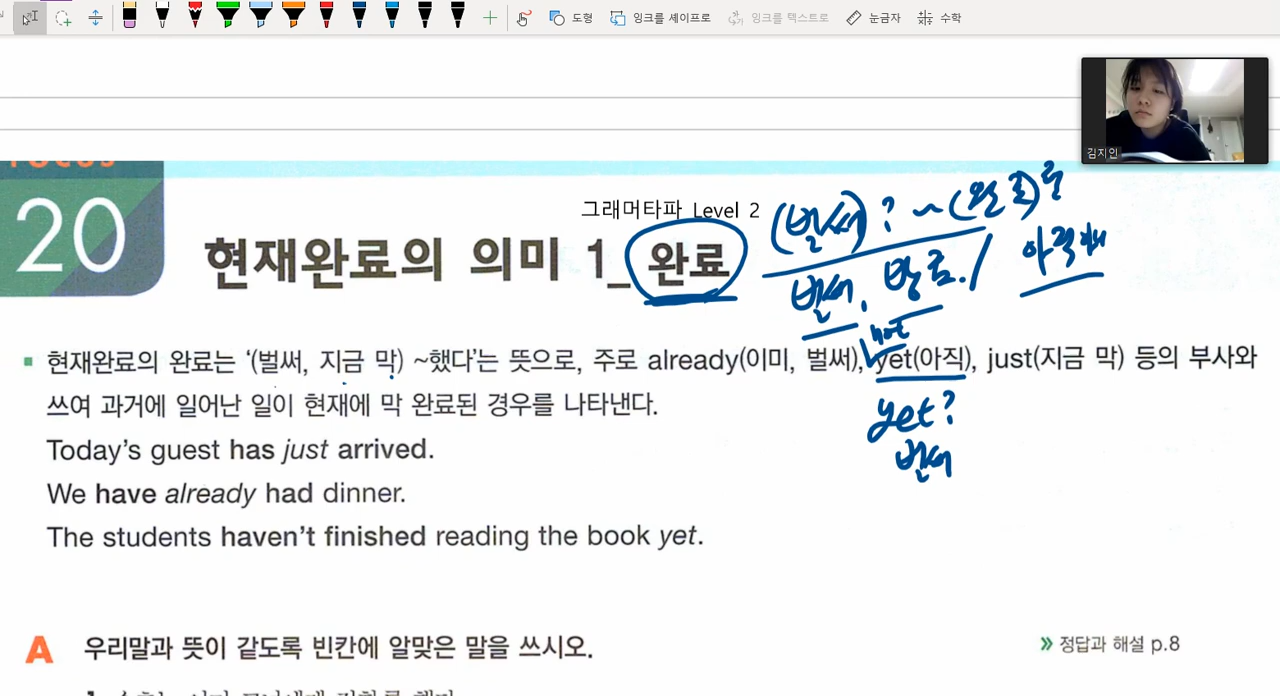 도형 잉크를 셰이프로 잉크를 텍스트로 눈금자 수학
김지인
FOCUS
20
그래머타파 Level 2
현재완료의 의미 1_ 완료
(벌써)? ~ (완료)
벌써, 방금.
not
yet?
벌써
▪ 현재완료의 완료는 ‘(벌써, 지금 막) ~했다’는 뜻으로, 주로 already(이미, 벌써), yet(아직), just(지금 막) 등의 부사와
쓰여 과거에 일어난 일이 현재에 막 완료된 경우를 나타낸다.
Today’s guest has just arrived.
We have already had dinner.
The students haven’t finished reading the book yet.
A 우리말과 뜻이 같도록 빈칸에 알맞은 말을 쓰시오.
» 정답과 해설 p.8